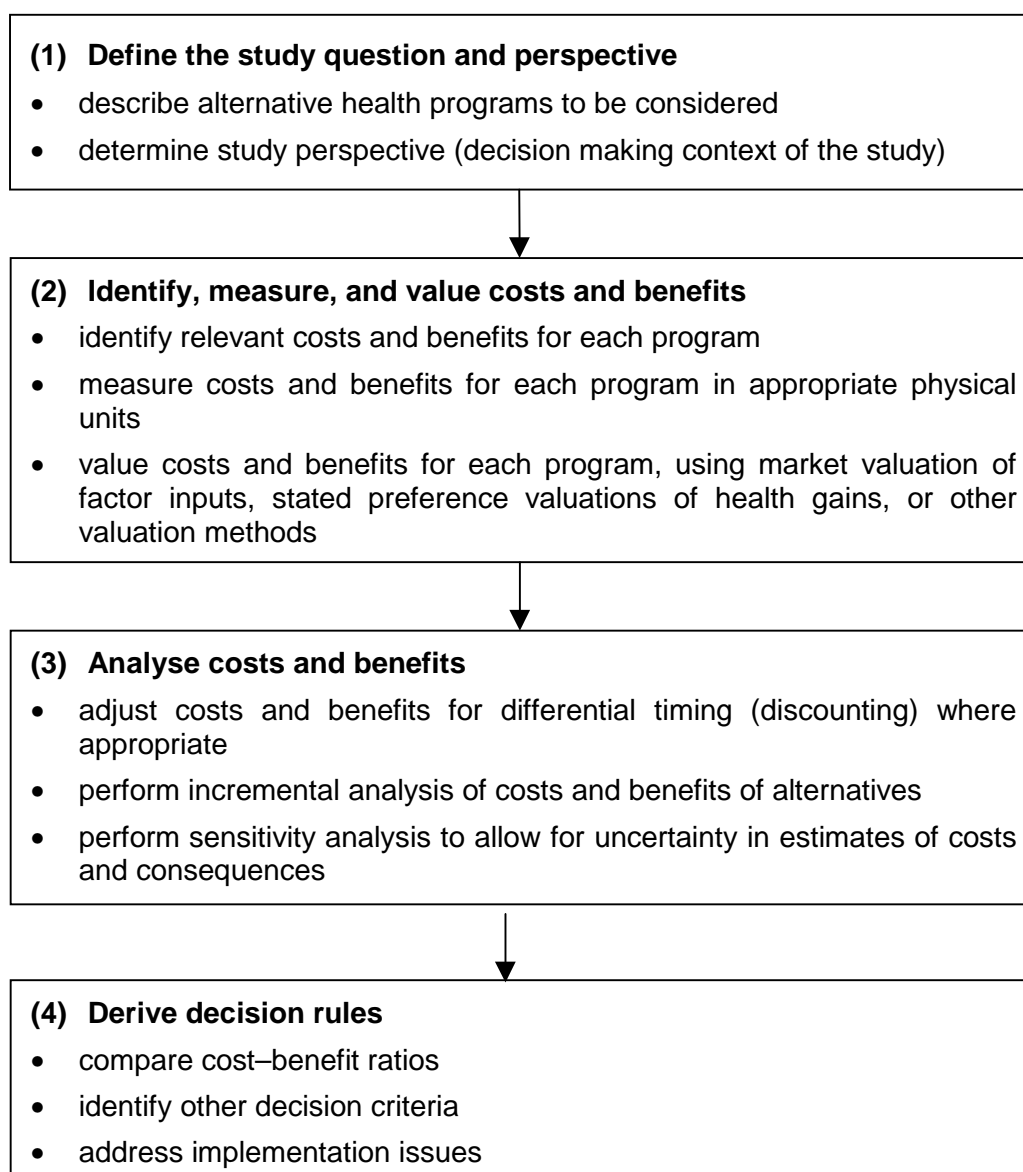 (1) Define the study question and perspective
• describe alternative health programs to be considered
• determine study perspective (decision making context of the study)
(2) Identify, measure, and value costs and benefits
• identify relevant costs and benefits for each program
• measure costs and benefits for each program in appropriate physical
units
• value costs and benefits for each program, using market valuation of
factor inputs, stated preference valuations of health gains, or other
valuation methods
(3) Analyse costs and benefits
• adjust costs and benefits for differential timing (discounting) where
appropriate
• perform incremental analysis of costs and benefits of alternatives
• perform sensitivity analysis to allow for uncertainty in estimates of costs
and consequences
(4) Derive decision rules
• compare cost–benefit ratios
• identify other decision criteria
• address implementation issues